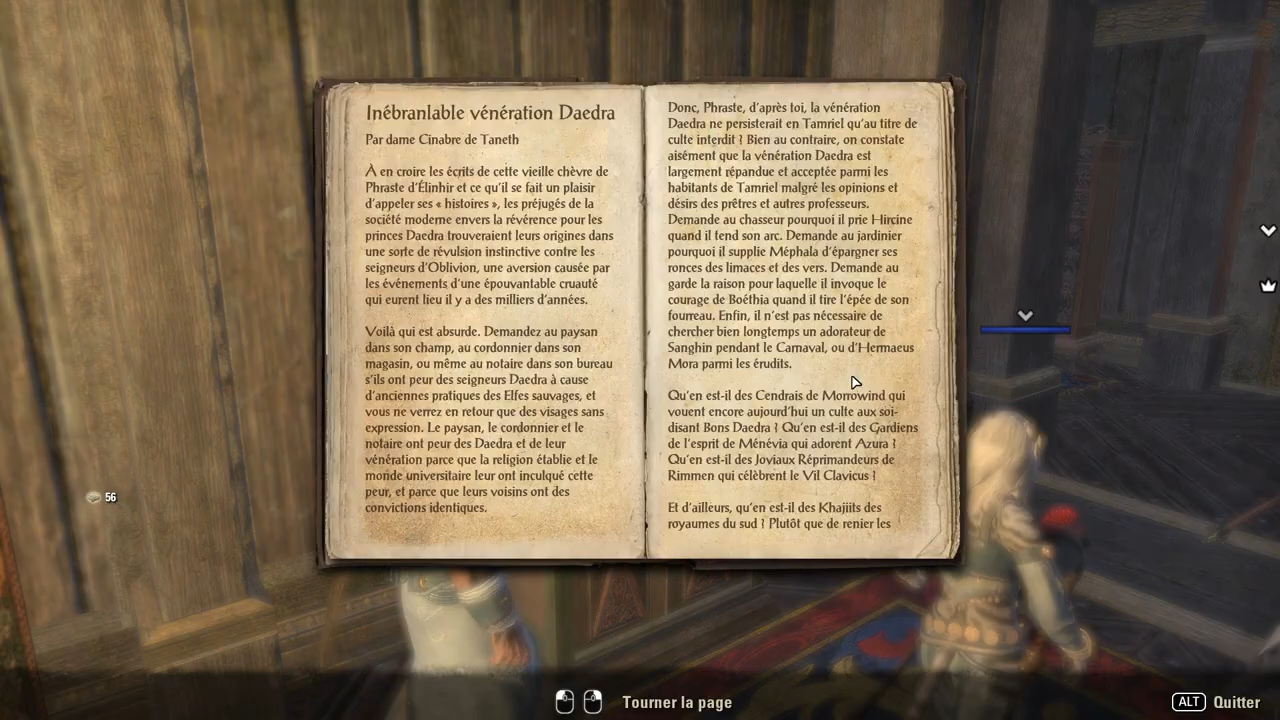 Inébranlable vénération Daedra
Par dame Cinabre de Taneth
À en croire les écrits de cette vieille chèvre de
Phraste d'Élinhir et ce qu'il se fait un plaisir
d'appeler ses « histoires », les préjugés de la
société moderne envers la révérence pour les
princes Daedra trouveraient leurs origines dans
une sorte de révulsion instinctive contre les
seigneurs d'Oblivion, une aversion causée par
les événements d'une épouvantable cruauté
qui eurent lieu il y a des milliers d'années.
Voilà qui est absurde. Demandez au paysan
dans son champ, au cordonnier dans son
magasin, ou même au notaire dans son bureau
s'ils ont peur des seigneurs Daedra à cause
d'anciennes pratiques des Elfes sauvages, et
vous ne verrez en retour que des visages sans
expression. Le paysan, le cordonnier et le
notaire ont peur des Daedra et de leur
vénération parce que la religion établie et le
monde universitaire leur ont inculqué cette
peur, et parce que leurs voisins ont des
convictions identiques.
Donc, Phraste, d'après toi, la vénération
Daedra ne persisterait en Tamriel qu'au titre de
culte interdit ? Bien au contraire, on constate
aisément que la vénération Daedra est
largement répandue et acceptée parmi les
habitants de Tamriel malgré les opinions et
désirs des prêtres et autres professeurs.
Demande au chasseur pourquoi il prie Hircine
quand il tend son arc. Demande au jardinier
pourquoi il supplie Méphala d'épargner ses
ronces des limaces et des vers. Demande au
garde la raison pour laquelle il invoque le
courage de Boéthia quand il tire l'épée de son
fourreau. Enfin, il n'est pas nécessaire de
chercher bien longtemps un adorateur de
Sanghin pendant le Carnaval, ou d'Hermaeus
Mora parmi les érudits.
Qu'en est-il des Cendrais de Morrowind qui
vouent encore aujourd'hui un culte aux soi-
disant Bons Daedra ? Qu'en est-il des Gardiens
de l'esprit de Ménévia qui adorent Azura ?
Qu'en est-il des Joviaux Réprimandeurs de
Rimmen qui célèbrent le Vil Clavicus ?
Et d'ailleurs, qu'en est-il des Khajiits des
royaumes du sud ? Plutôt que de renier les
56
Tourner la page
ALT Quitter